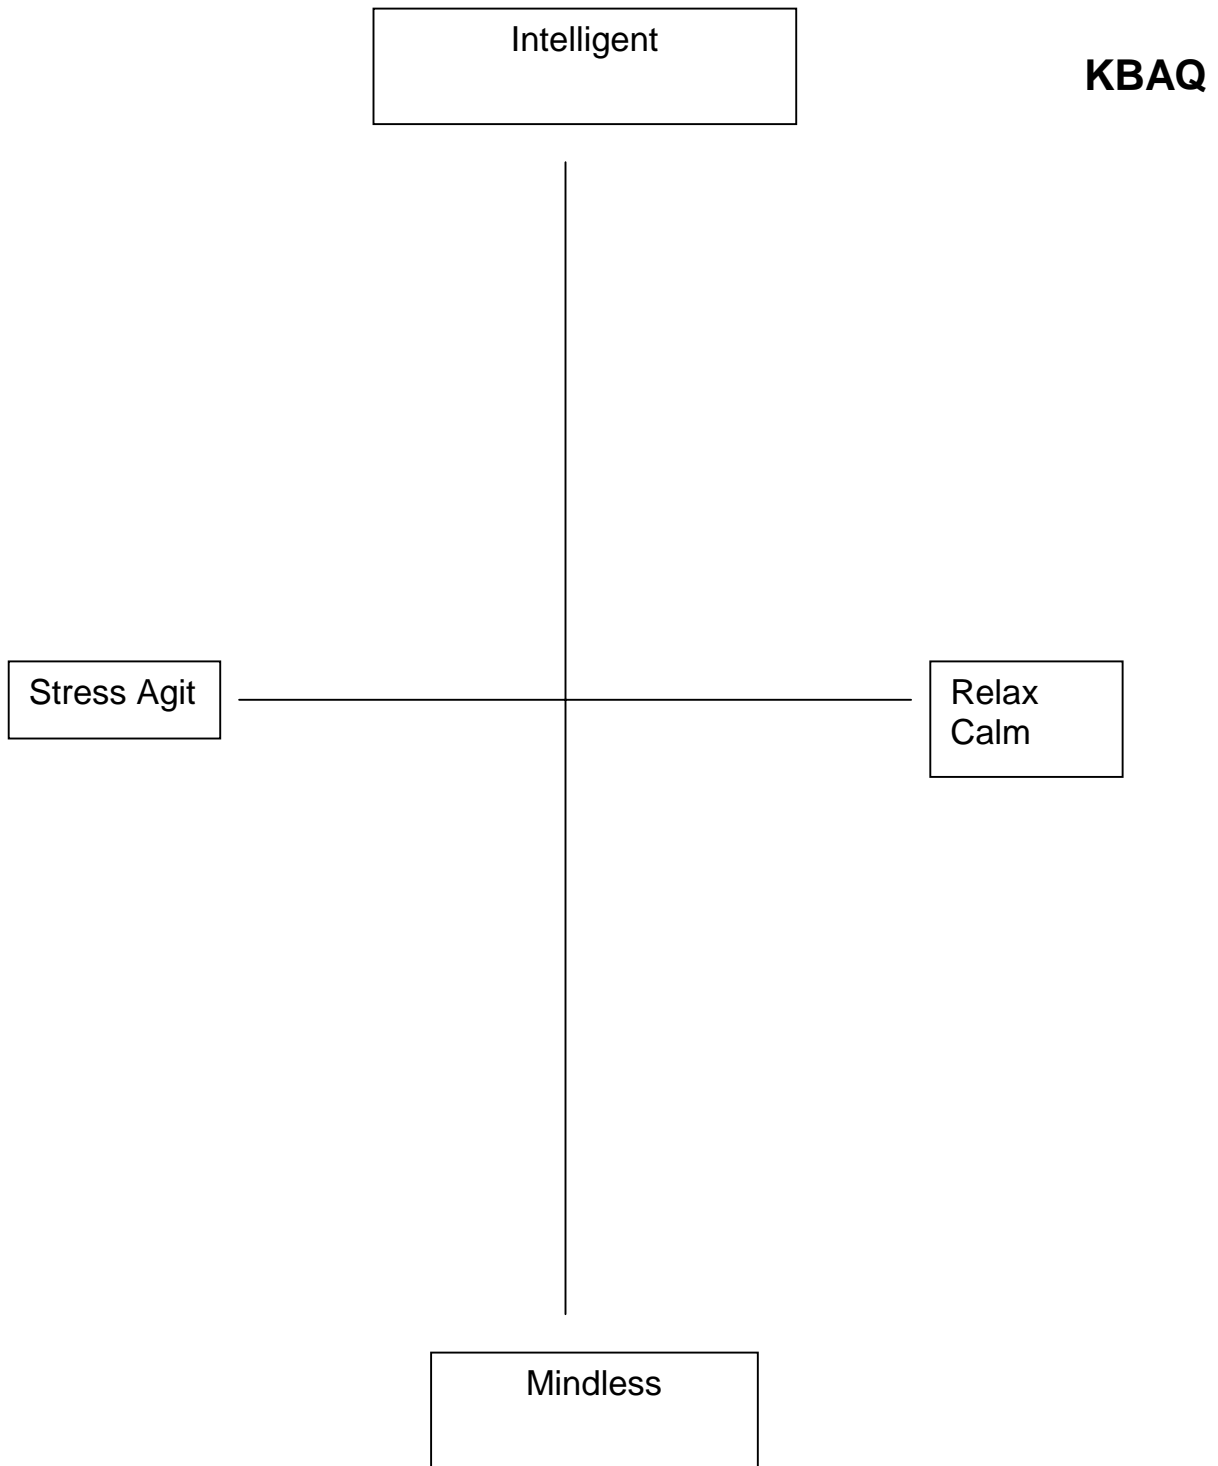 Intelligent
KBAQ
Stress Agit
Relax
Calm
Mindless